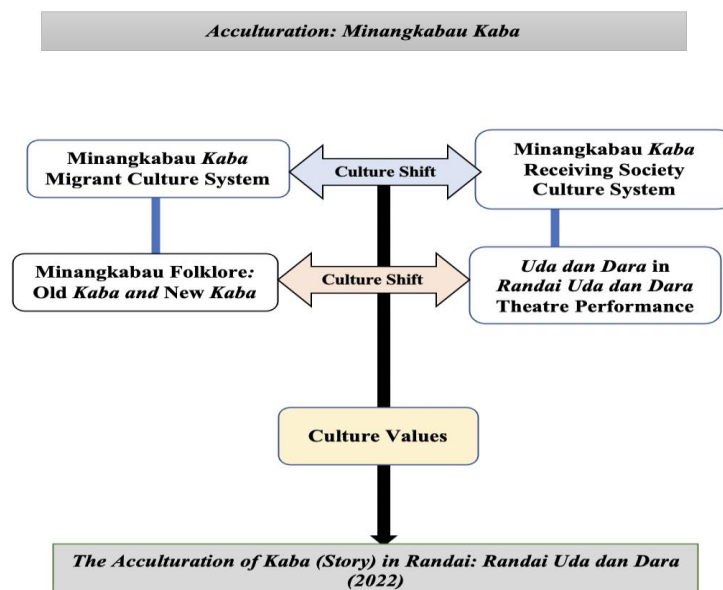 Acculturation: Minangkabau Kaba
Minangkabau Kaba
Migrant Culture System
Culture Shift
Minangkabau Kaba
Receiving Society
Culture System
Minangkabau Folklore:
Old Kaba and New Kaba
Culture Shift
Uda dan Dara in
Randai Uda dan Dara
Theatre Performance
Culture Values
The Acculturation of Kaba (Story) in Randai: Randai Uda dan Dara
(2022)